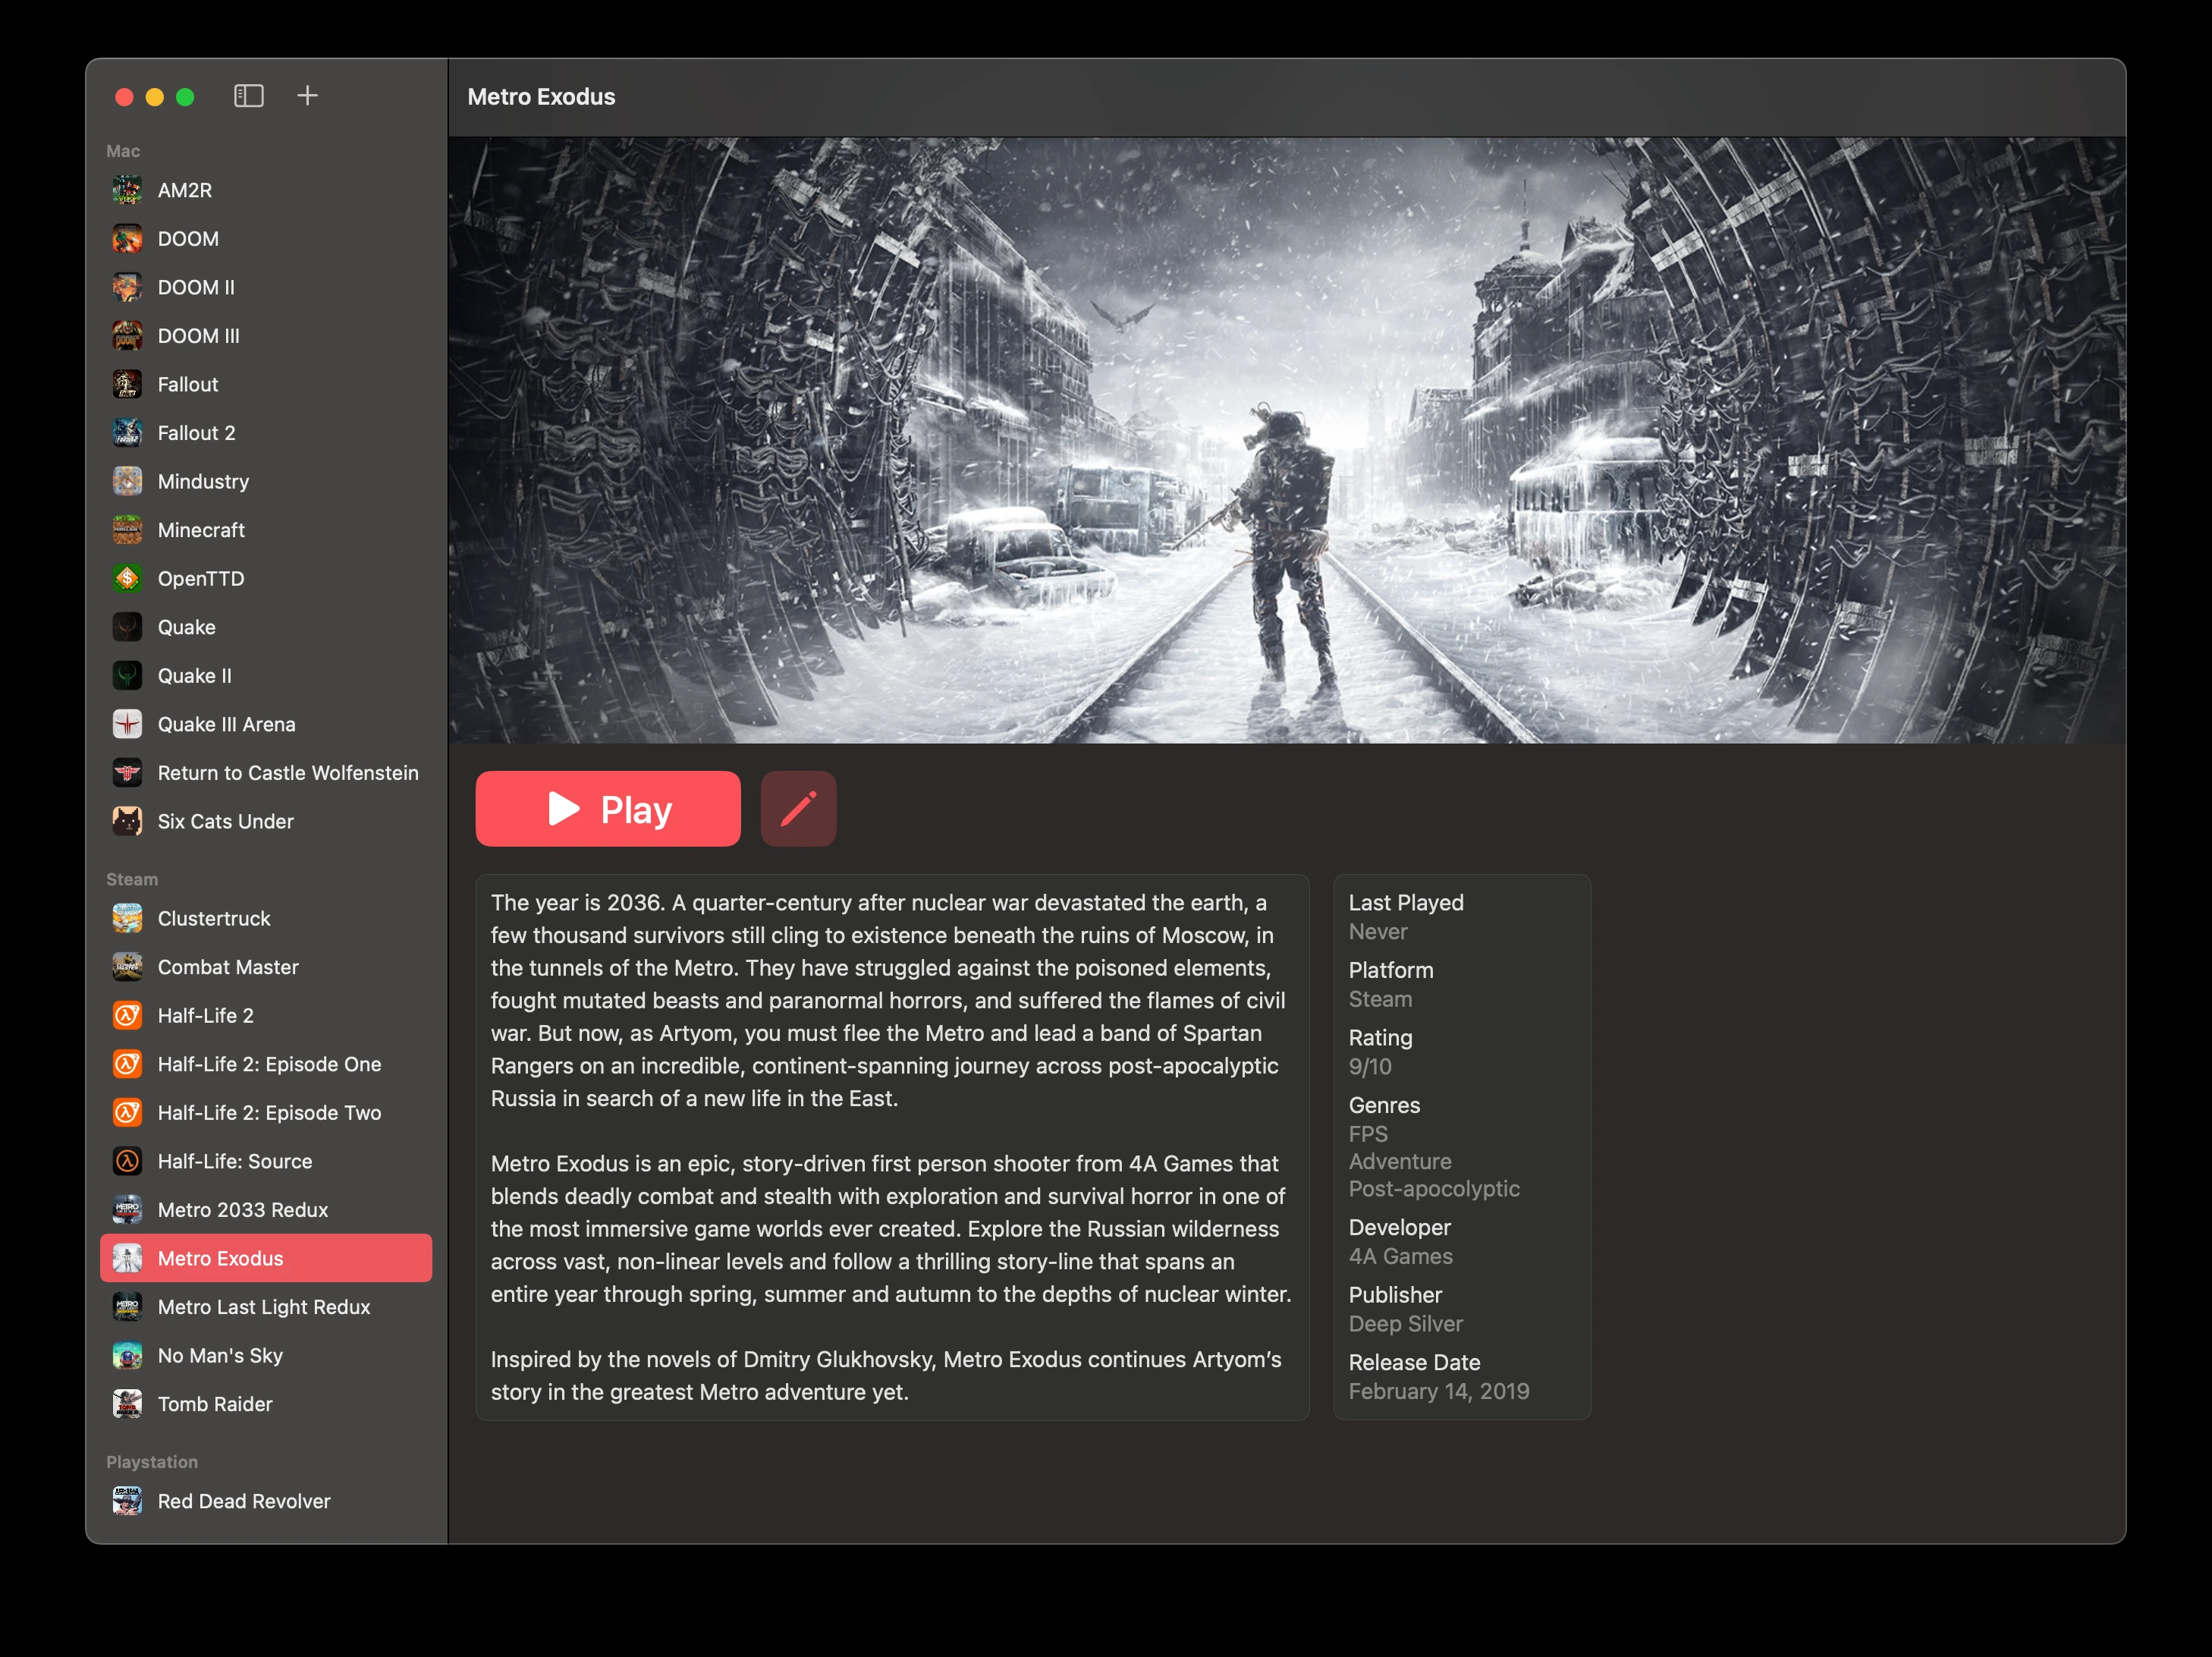 Metro Exodus
Mac
AM2R
DOOM
DOOM II
DOOM III
Fallout
Fallout 2
Mindustry
Minecraft
OpenTTD
Quake
Quake II
Quake III Arena
Return to Castle Wolfenstein
Six Cats Under
Steam
Clustertruck
Combat Master
Half-Life 2
Half-Life 2: Episode One
Half-Life 2: Episode Two
Half-Life: Source
Metro 2033 Redux
Metro Exodus
Metro Last Light Redux
No Man's Sky
Tomb Raider
Playstation
Red Dead Revolver
Play
The year is 2036. A quarter-century after nuclear war devastated the earth, a
few thousand survivors still cling to existence beneath the ruins of Moscow, in
the tunnels of the Metro. They have struggled against the poisoned elements,
fought mutated beasts and paranormal horrors, and suffered the flames of civil
war. But now, as Artyom, you must flee the Metro and lead a band of Spartan
Rangers on an incredible, continent-spanning journey across post-apocalyptic
Russia in search of a new life in the East.
Metro Exodus is an epic, story-driven first person shooter from 4A Games that
blends deadly combat and stealth with exploration and survival horror in one of
the most immersive game worlds ever created. Explore the Russian wilderness
across vast, non-linear levels and follow a thrilling story-line that spans an
entire year through spring, summer and autumn to the depths of nuclear winter.
Inspired by the novels of Dmitry Glukhovsky, Metro Exodus continues Artyom’s
story in the greatest Metro adventure yet.
Last Played
Never
Platform
Steam
Rating
9/10
Genres
FPS
Adventure
Post-apocolyptic
Developer
4A Games
Publisher
Deep Silver
Release Date
February 14, 2019